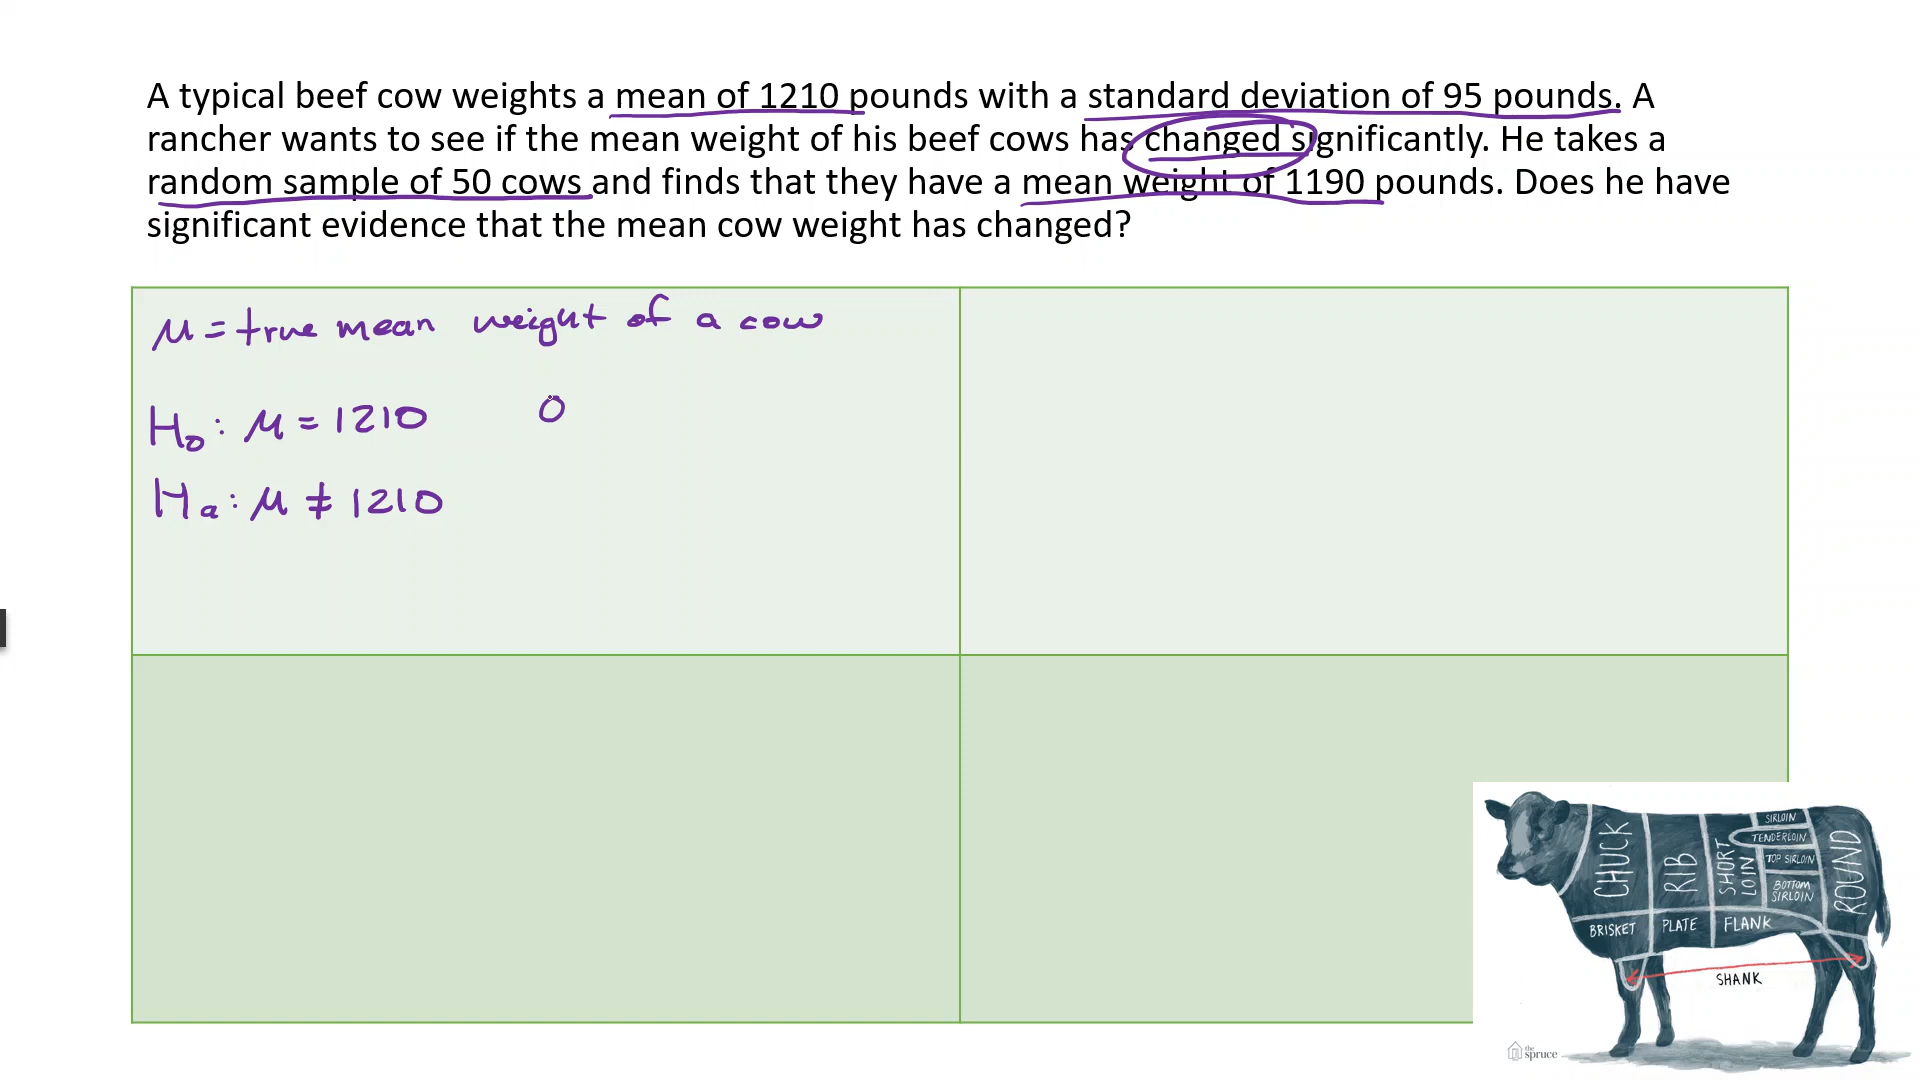 A typical beef cow weights a mean of 1210 pounds with a standard deviation of 95 pounds. A
rancher wants to see if the mean weight of his beef cows has changed significantly. He takes a
random sample of 50 cows and finds that they have a mean weight of 1190 pounds. Does he have
significant evidence that the mean cow weight has changed?
μ = true mean weight of a cow
H₀: μ = 1210 0
Hₐ: μ ≠ 1210
CHUCK
RIB
SHORT
LOIN
SIRLOIN
TENDERLOIN
TOP SIRLOIN
BOTTOM
SIRLOIN
ROUND
BRISKET
PLATE
FLANK
SHANK
the
spruce